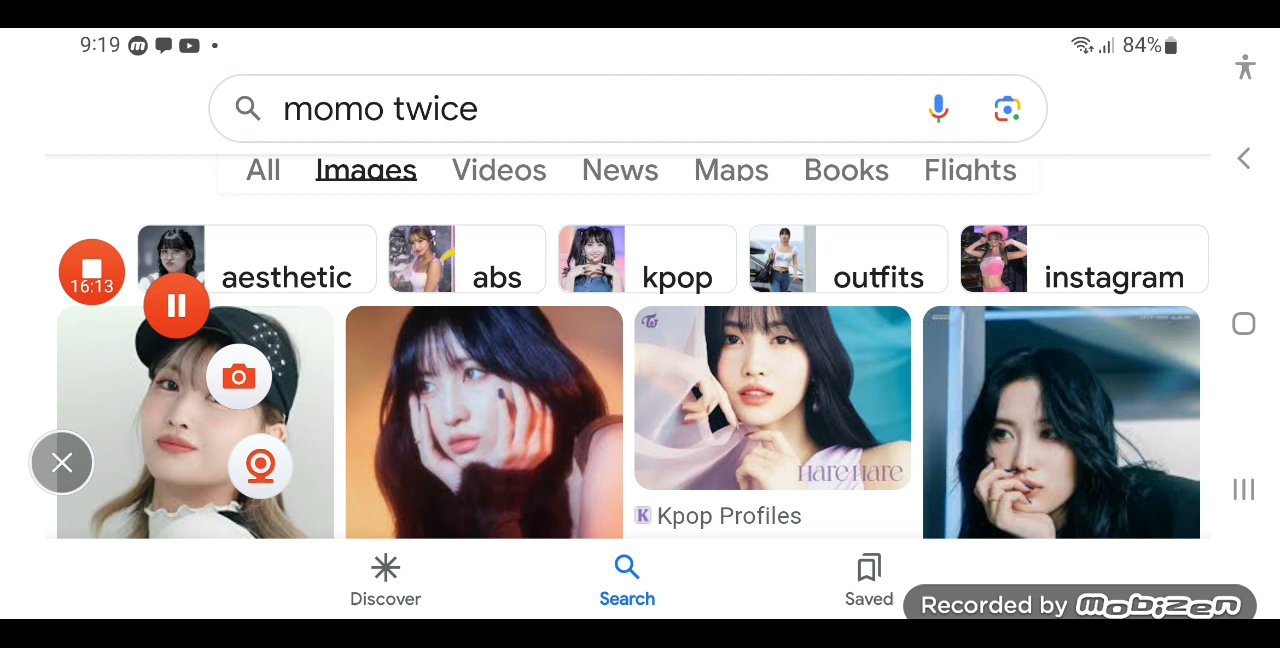 9:19
84%
momo twice
All Images Videos News Maps Books Flights
16:13
aesthetic
abs
kpop
outfits
instagram
HARE HARE
K Kpop Profiles
Discover
Search
Saved
Recorded by mobizen